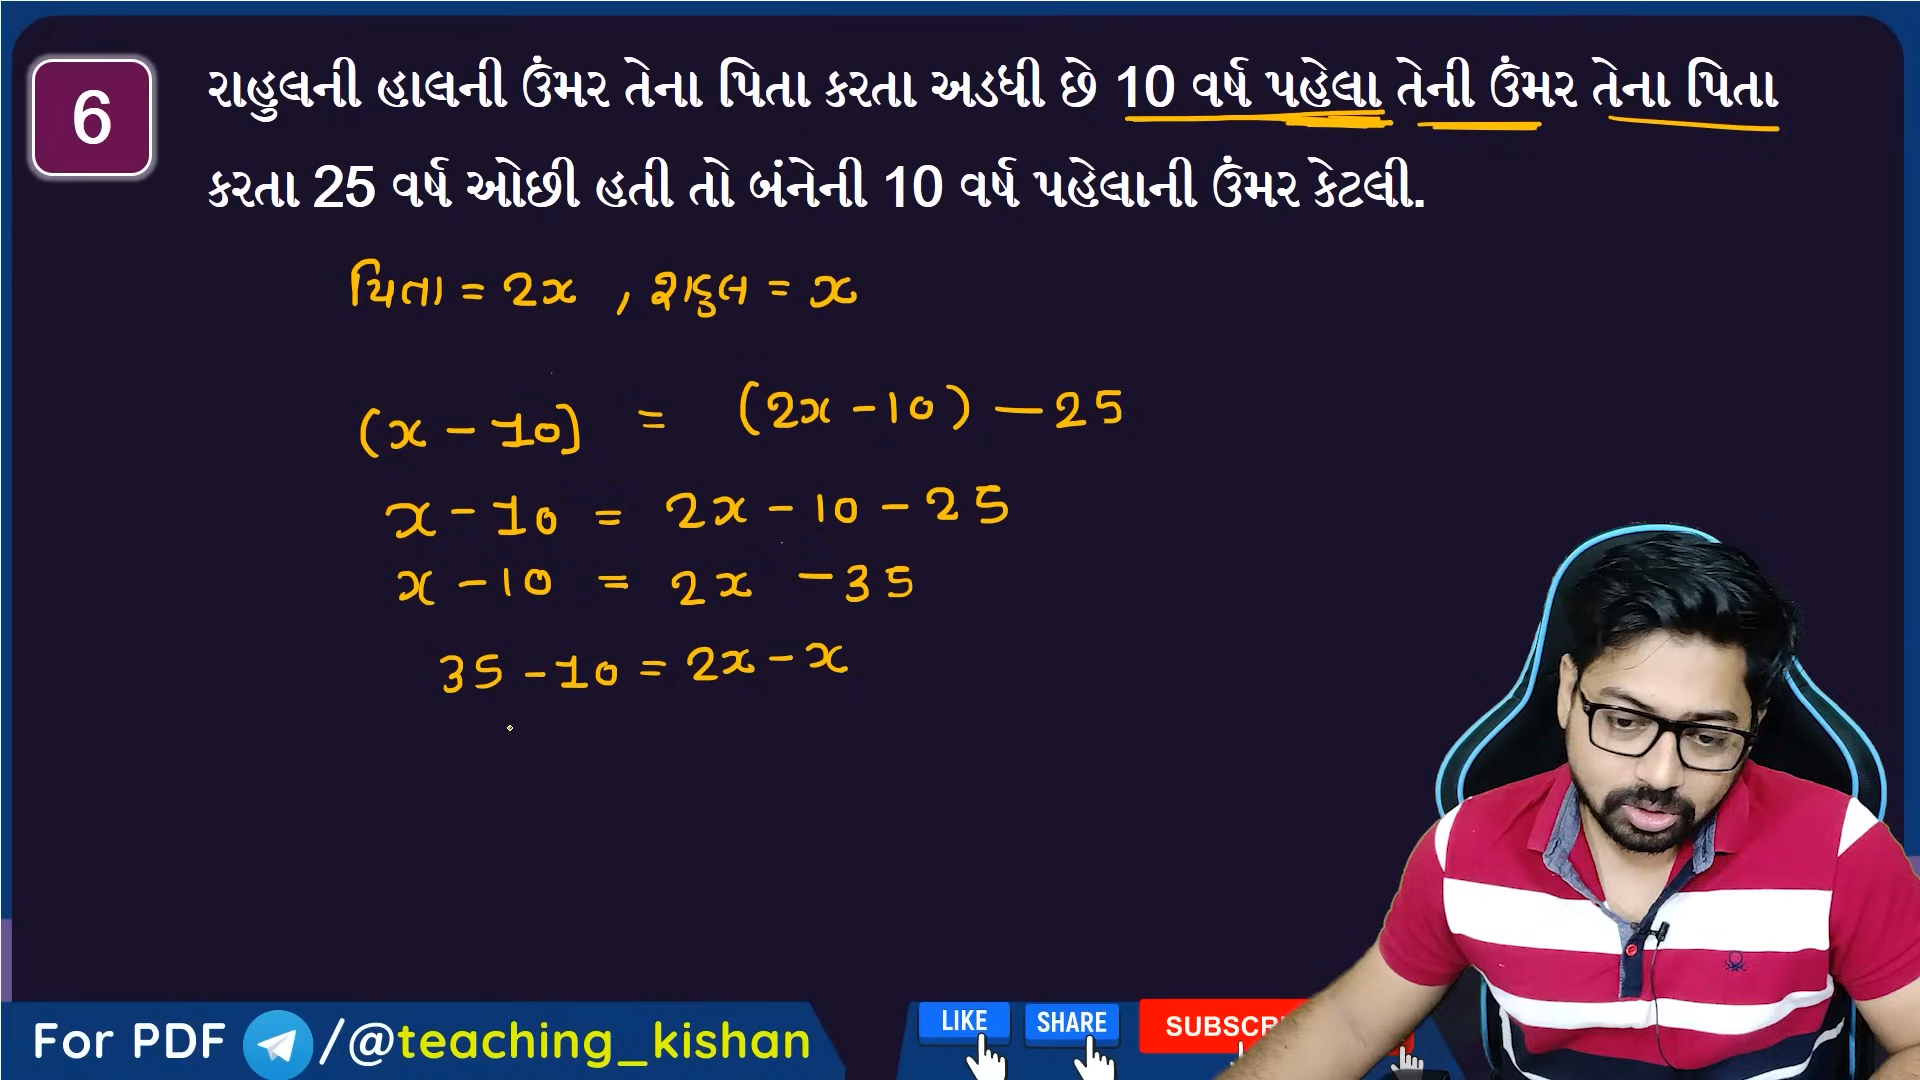 6
રાહુલની હાલની ઉંમર તેના પિતા કરતા અડધી છે 10 વર્ષ પહેલા તેની ઉંમર તેના પિતા
કરતા 25 વર્ષ ઓછી હતી તો બંનેની 10 વર્ષ પહેલાની ઉંમર કેટલી.
પિતા = 2x , રાહુલ = x
(x - 10) = (2x - 10) - 25
x - 10 = 2x - 10 - 25
x - 10 = 2x - 35
35 - 10 = 2x - x
For PDF /@teaching_kishan
LIKE SHARE